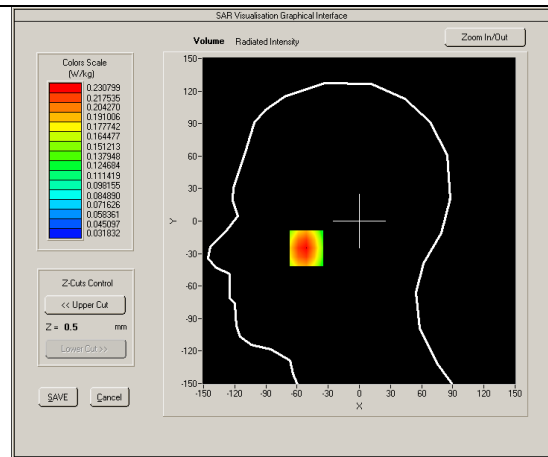 SAR Visualisation Graphical Interface
Volume Radiated Intensity
Zoom In/Out
Colors Scale
(W/kg)
0.230799
0.217535
0.204270
0.191006
0.177742
0.164477
0.151213
0.137948
0.124684
0.111419
0.098155
0.084890
0.071626
0.058361
0.045097
0.031832
Z-Cuts Control
<< Upper Cut
Z = 0.5 mm
Lower Cut >>
SAVE Cancel
150
120
90
60
30
0
-30
-60
-90
-120
-150
Y
-150 -120 -90 -60 -30 0 30 60 90 120 150
X